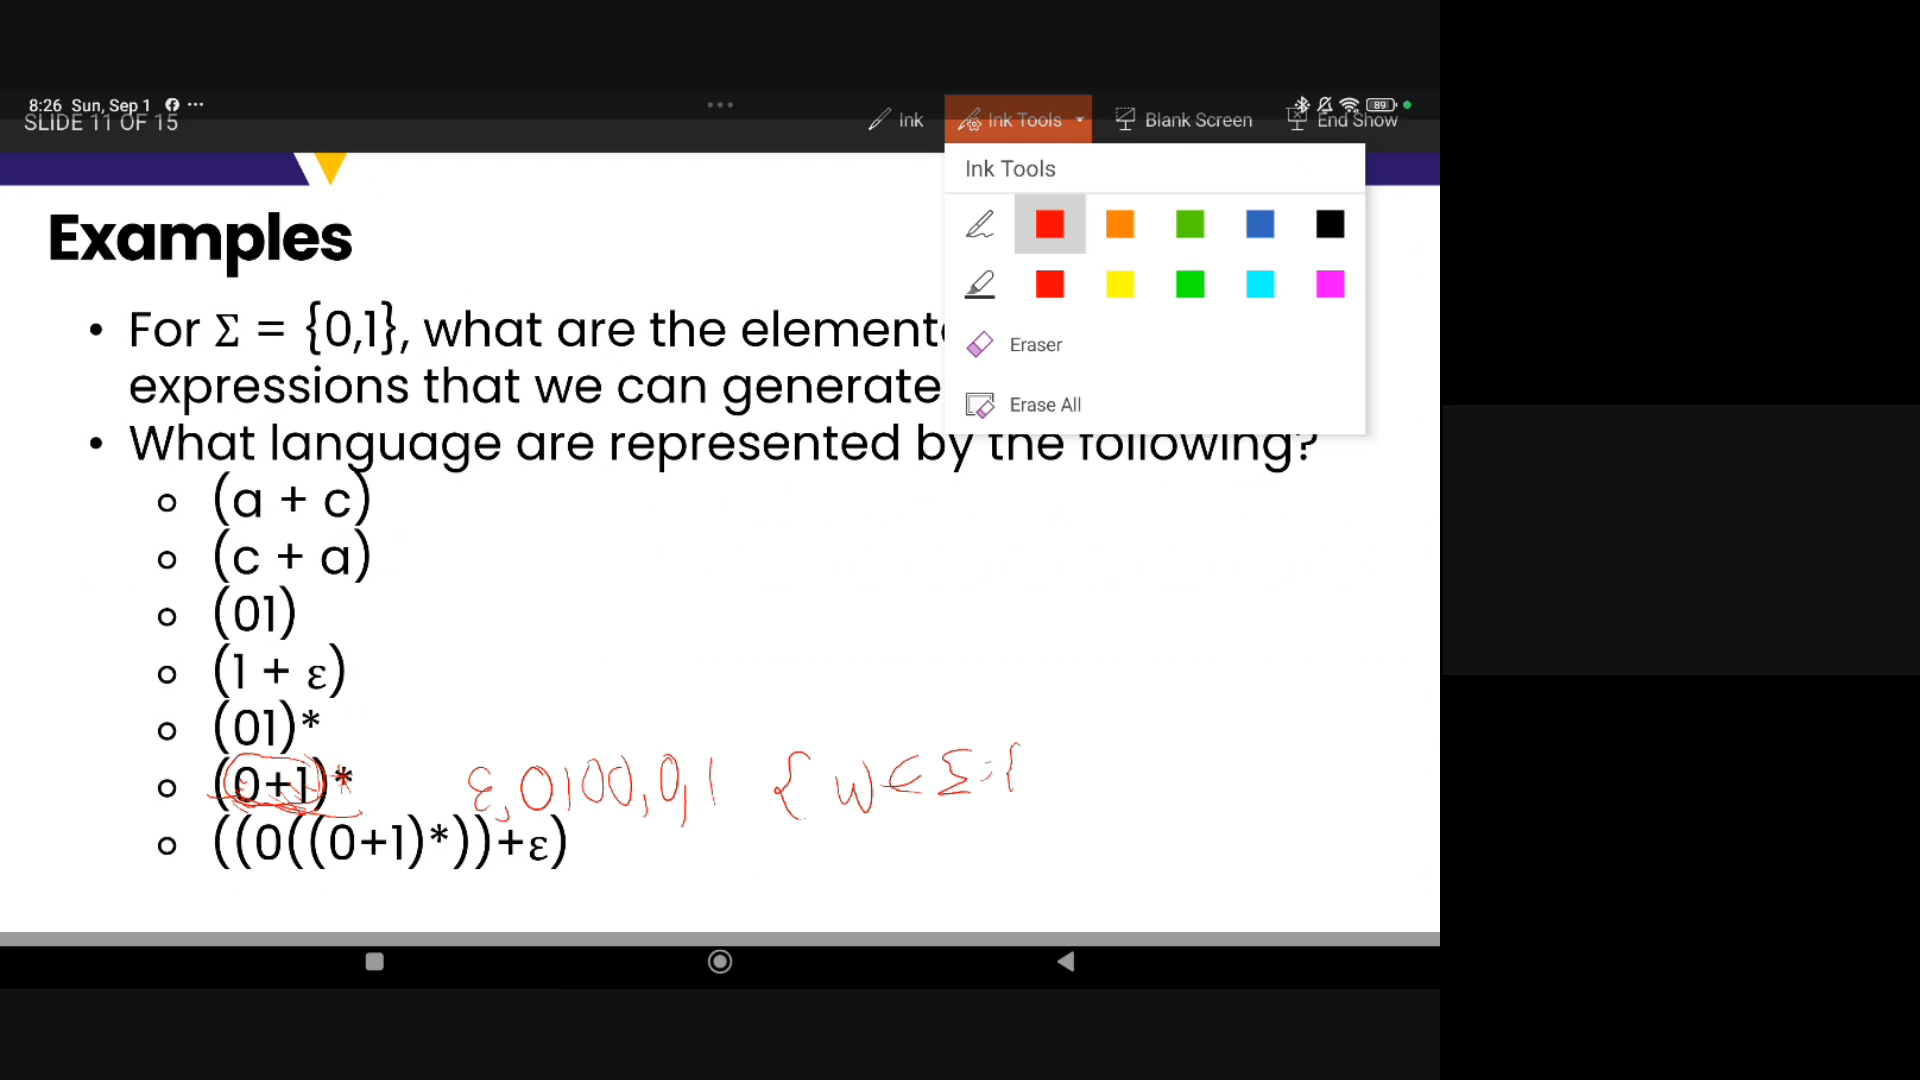 8:26 Sun, Sep 1
SLIDE 11 OF 15
Ink
Ink Tools
Blank Screen
89
End Show
Ink Tools
Eraser
Erase All
Examples
• For Σ = {0,1}, what are the element
expressions that we can generate
• What language are represented by the following?
(a + c)
(c + a)
(01)
(1 + ε)
(01)*
(0+1)* ε, 0100, 0, 1 { w ∈ Σ : {
((0((0+1)*))+ε)